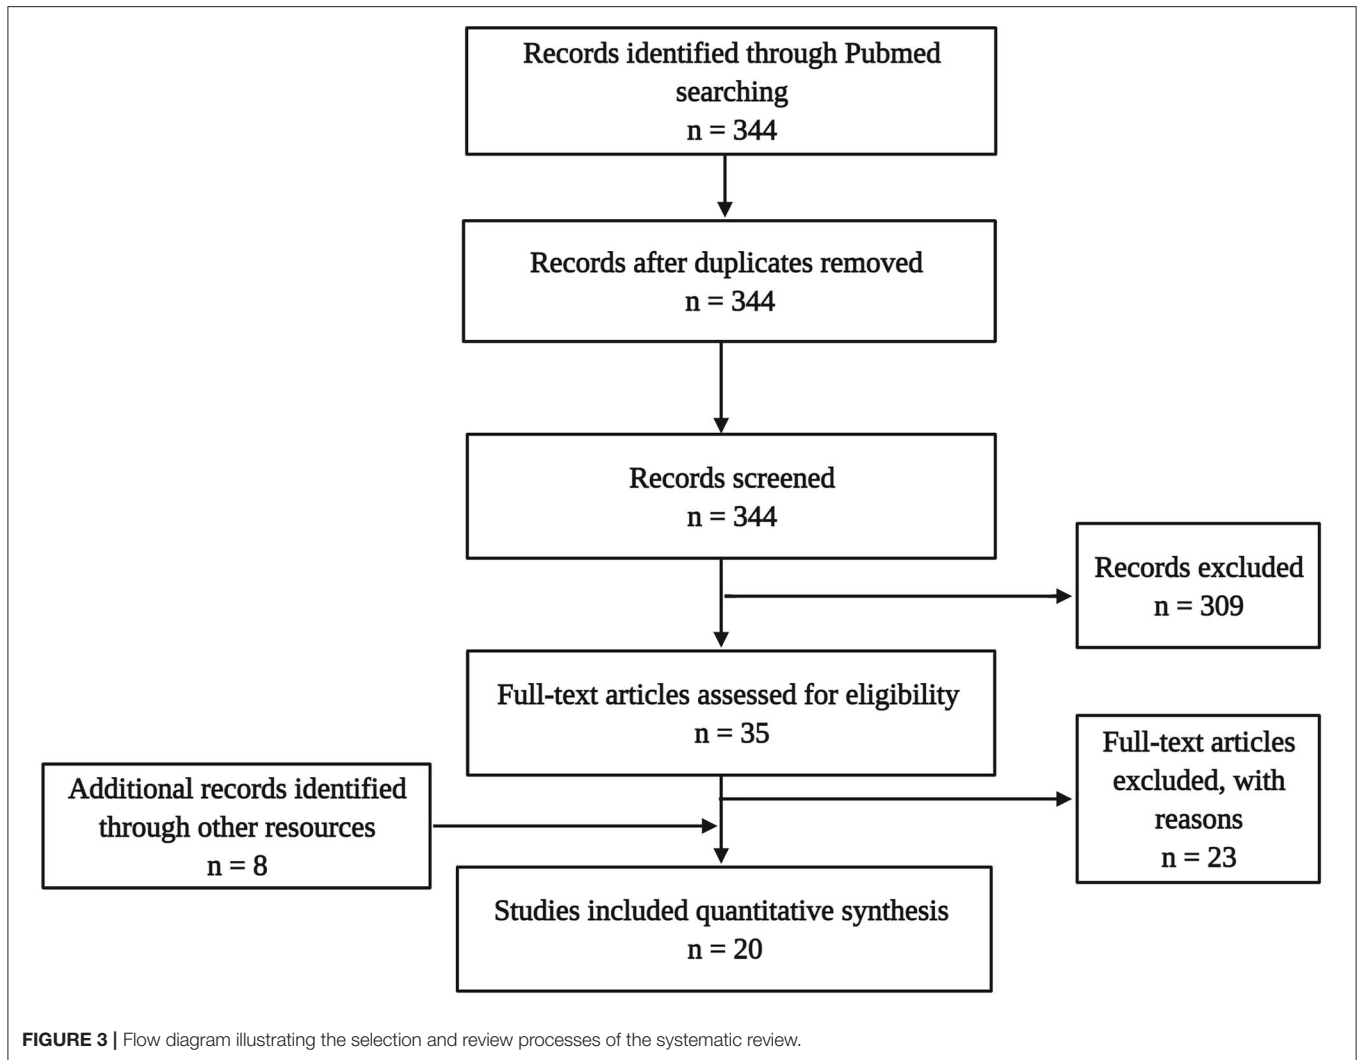 Records identified through Pubmed
searching
n = 344
Records after duplicates removed
n = 344
Records screened
n = 344
Records excluded
n = 309
Full-text articles assessed for eligibility
n = 35
Full-text articles
excluded, with
reasons
n = 23
Additional records identified
through other resources
n = 8
Studies included quantitative synthesis
n = 20
FIGURE 3 | Flow diagram illustrating the selection and review processes of the systematic review.